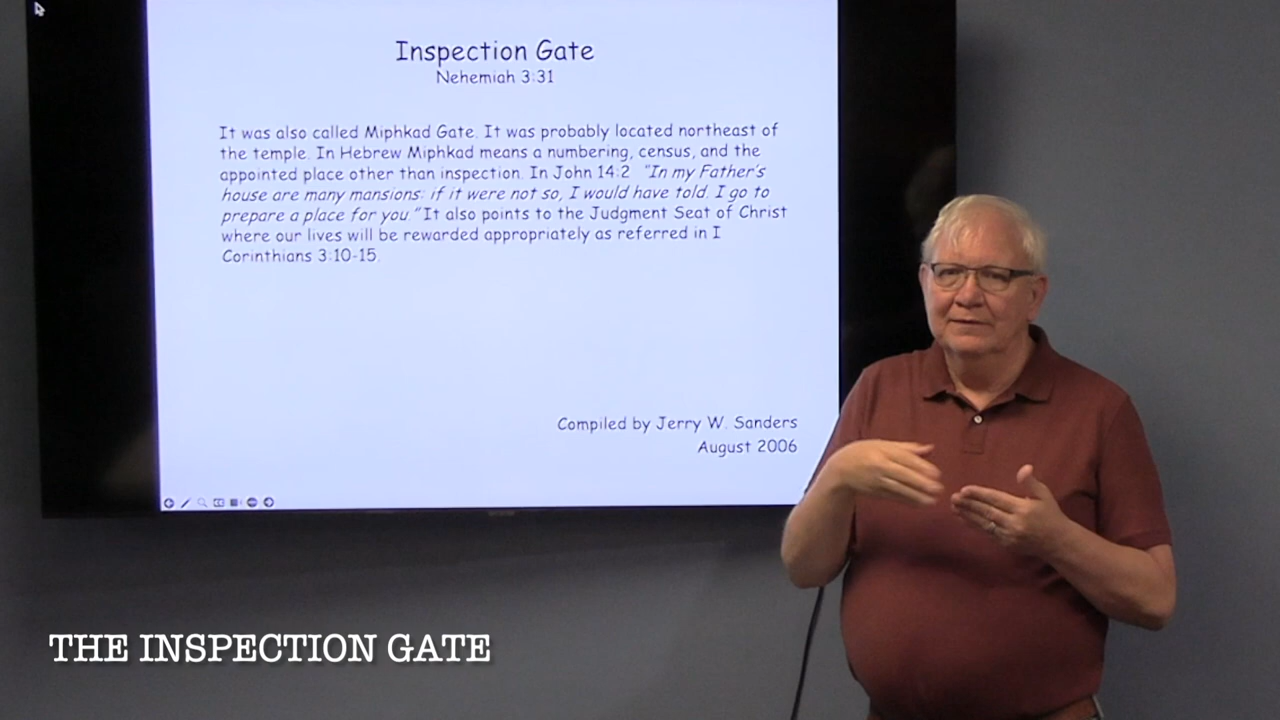 Inspection Gate
Nehemiah 3:31
It was also called Miphkad Gate. It was probably located northeast of
the temple. In Hebrew Miphkad means a numbering, census, and the
appointed place other than inspection. In John 14:2 "In my Father's
house are many mansions: if it were not so, I would have told. I go to
prepare a place for you." It also points to the Judgment Seat of Christ
where our lives will be rewarded appropriately as referred in I
Corinthians 3:10-15.
Compiled by Jerry W. Sanders
August 2006
THE INSPECTION GATE